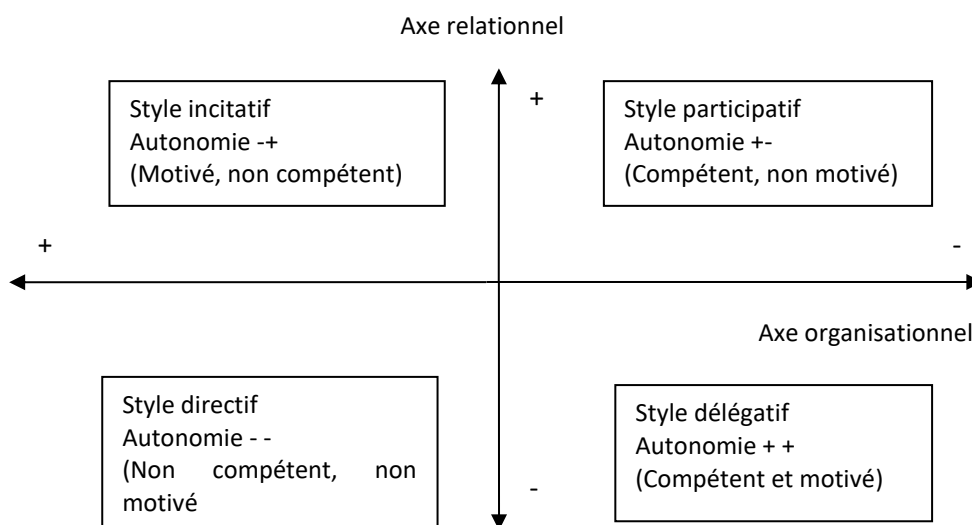 Axe relationnel
+
Style incitatif
Autonomie -+
(Motivé, non compétent)
Style participatif
Autonomie +-
(Compétent, non motivé)
+
-
Axe organisationnel
Style directif
Autonomie - -
(Non compétent, non
motivé
Style délégatif
Autonomie + +
(Compétent et motivé)
-